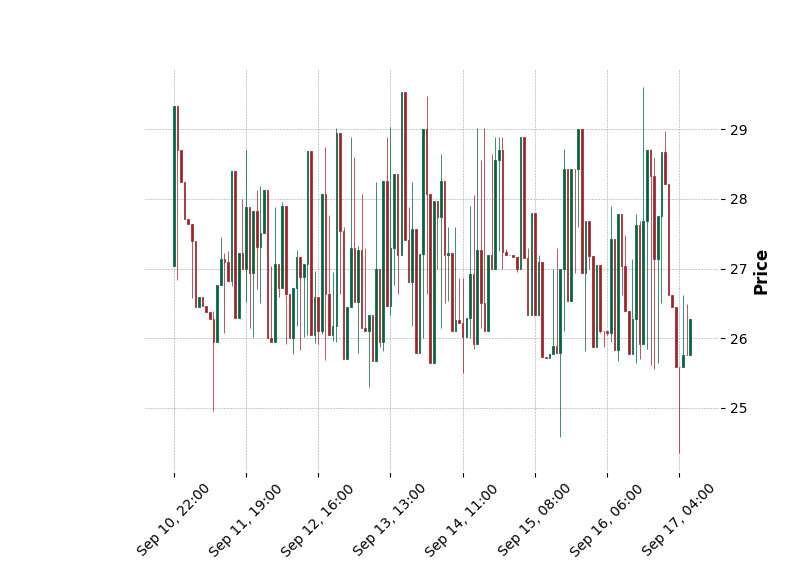 29
28
27
26
25
Price
Sep 10, 22:00
Sep 11, 19:00
Sep 12, 16:00
Sep 13, 13:00
Sep 14, 11:00
Sep 15, 08:00
Sep 16, 06:00
Sep 17, 04:00